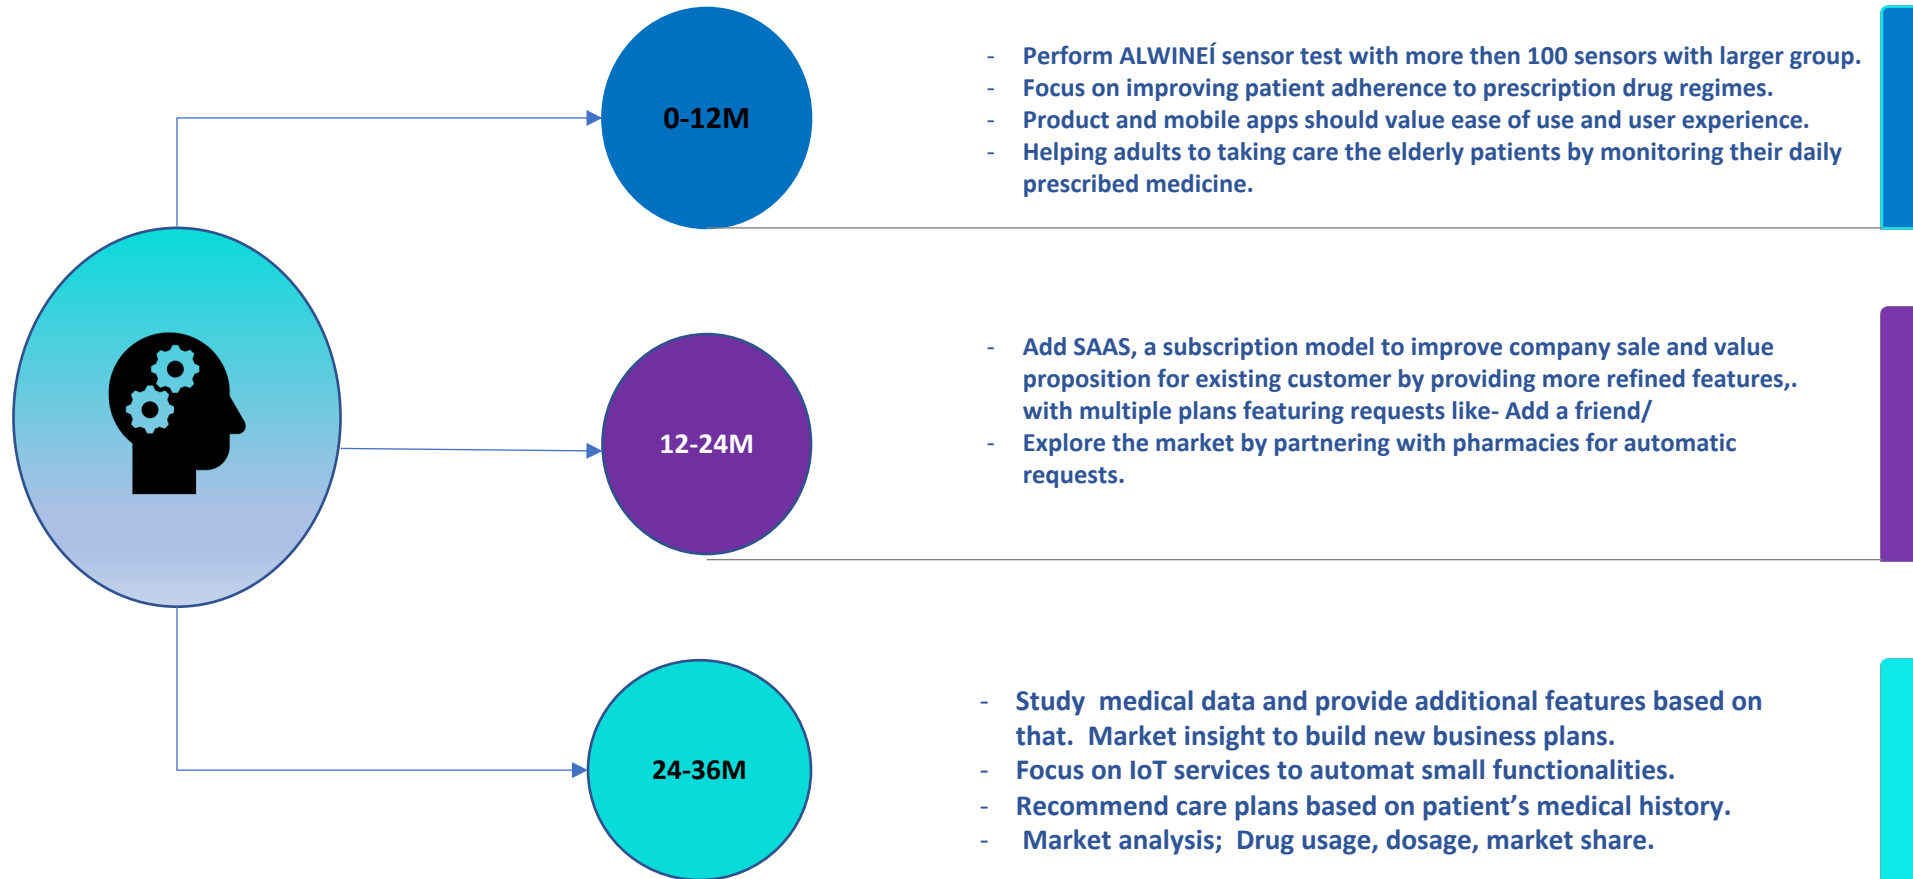 0-12M
- Perform ALWINEÍ sensor test with more then 100 sensors with larger group.
- Focus on improving patient adherence to prescription drug regimes.
- Product and mobile apps should value ease of use and user experience.
- Helping adults to taking care the elderly patients by monitoring their daily
prescribed medicine.
12-24M
- Add SAAS, a subscription model to improve company sale and value
proposition for existing customer by providing more refined features,.
with multiple plans featuring requests like- Add a friend/
- Explore the market by partnering with pharmacies for automatic
requests.
24-36M
- Study medical data and provide additional features based on
that. Market insight to build new business plans.
- Focus on IoT services to automat small functionalities.
- Recommend care plans based on patient’s medical history.
- Market analysis; Drug usage, dosage, market share.